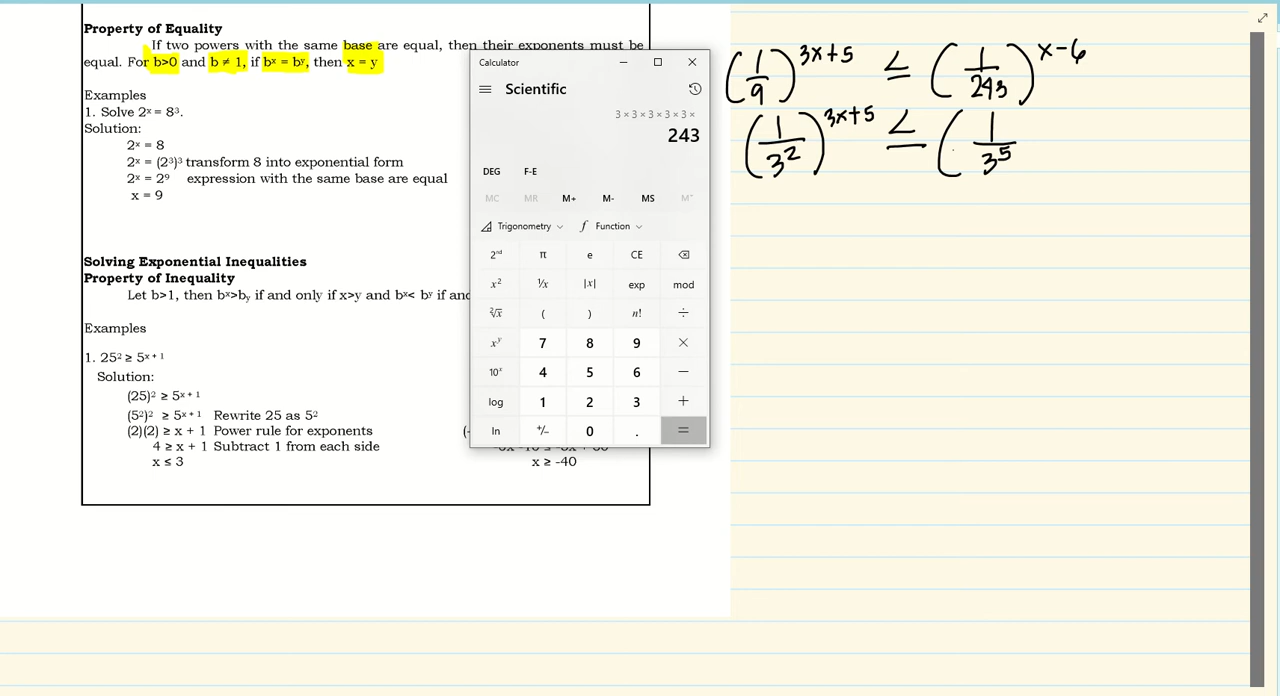 Property of Equality
If two powers with the same base are equal, then their exponents must be
equal. For b>0 and b ≠ 1, if bˣ = bʸ, then x = y
Examples
1. Solve 2ˣ = 8³.
Solution:
2ˣ = 8
2ˣ = (2³)³ transform 8 into exponential form
2ˣ = 2⁹ expression with the same base are equal
x = 9
Solving Exponential Inequalities
Property of Inequality
Let b>1, then bˣ>by if and only if x>y and bˣ< bʸ if and
Examples
1. 25² ≥ 5ˣ ⁺ ¹
Solution:
(25)² ≥ 5ˣ ⁺ ¹
(5²)² ≥ 5ˣ ⁺ ¹ Rewrite 25 as 5²
(2)(2) ≥ x + 1 Power rule for exponents
4 ≥ x + 1 Subtract 1 from each side
x ≤ 3
x ≥ -40
Calculator
Scientific
3 × 3 × 3 × 3 × 3 ×
243
DEG F-E
MC MR M+ M- MS M˅
Trigonometry Function
2ⁿᵈ π e CE
x² ¹/x |x| exp mod
²√x ( ) n! ÷
xʸ 7 8 9 ×
10ˣ 4 5 6 −
log 1 2 3 +
ln +/− 0 . =
(1/9)^(3x+5) ≤ (1/243)^(x-6)
(1/3²)^(3x+5) ≤ (1/3⁵